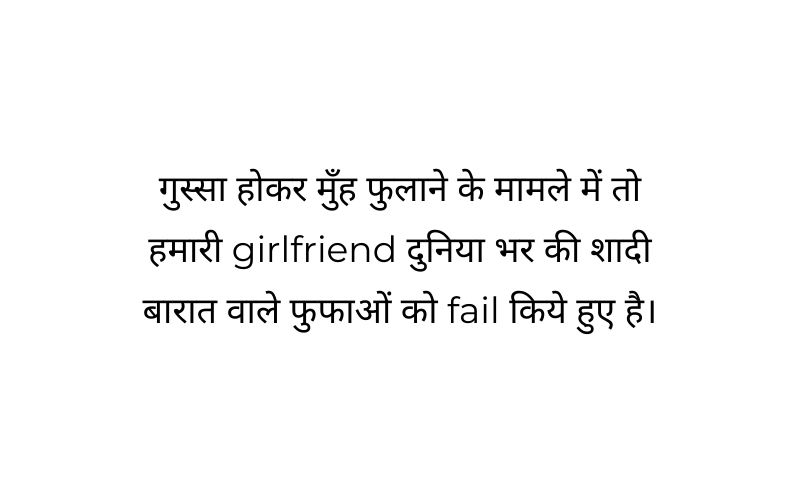 गुस्सा होकर मुँह फुलाने के मामले में तो
हमारी girlfriend दुनिया भर की शादी
बारात वाले फुफाओं को fail किये हुए है।